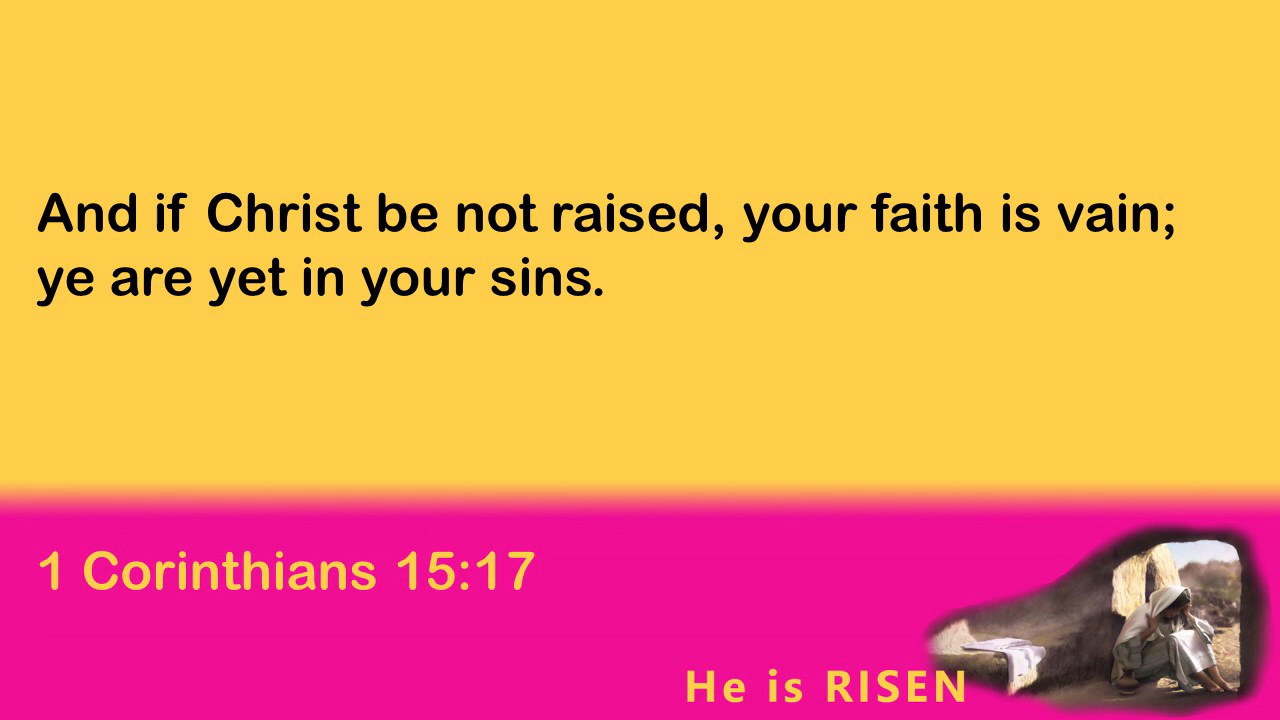 And if Christ be not raised, your faith is vain;
ye are yet in your sins.
1 Corinthians 15:17
He is RISEN